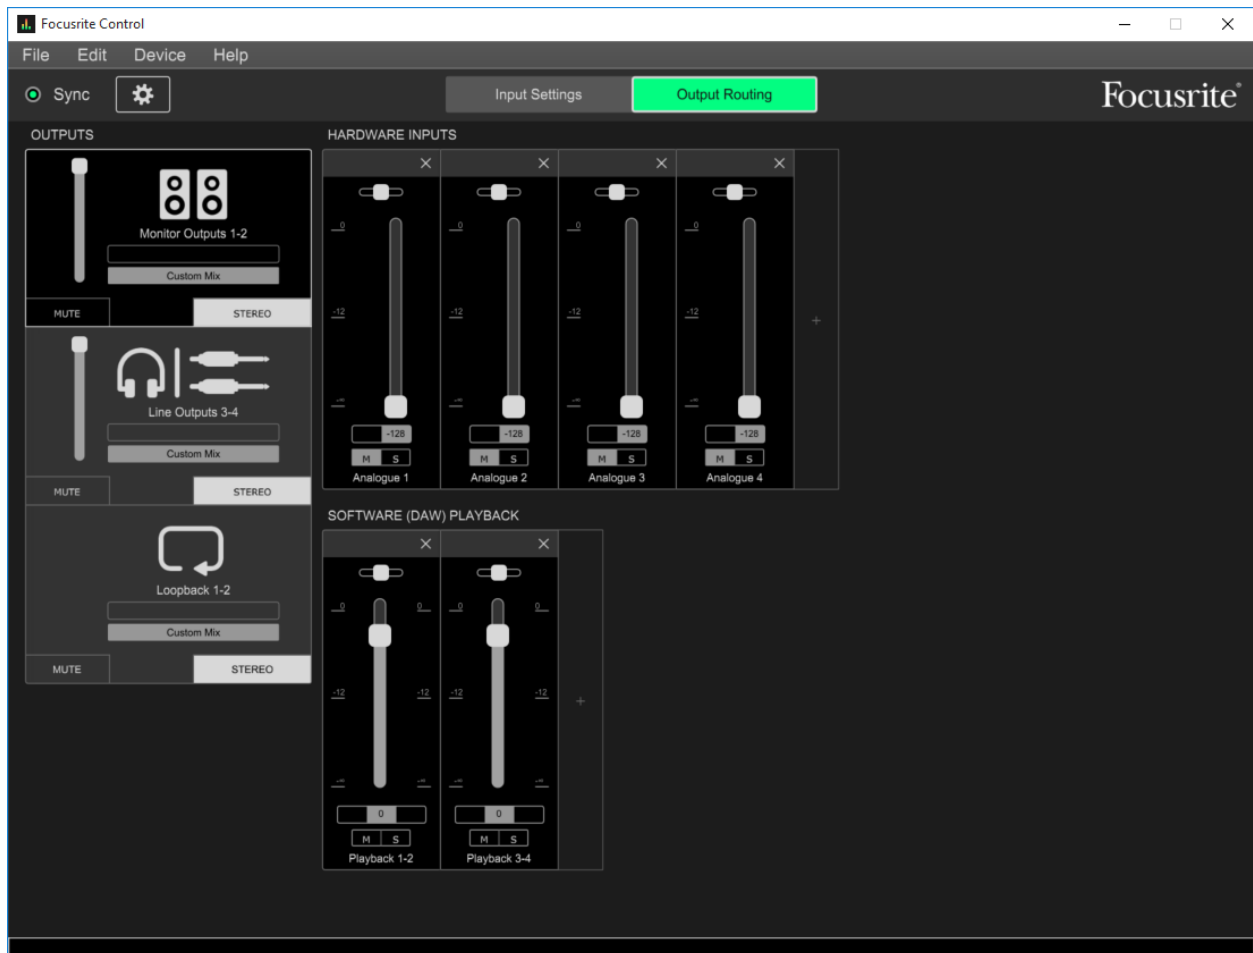 Focusrite Control
File Edit Device Help
Sync Input Settings Output Routing Focusrite®
OUTPUTS
Monitor Outputs 1-2
Custom Mix
MUTE STEREO
Line Outputs 3-4
Custom Mix
MUTE STEREO
Loopback 1-2
Custom Mix
MUTE STEREO
HARDWARE INPUTS
0 0 0 0
-12 -12 -12 -12
+
-∞ -∞ -∞ -∞
-128 -128 -128 -128
M S M S M S M S
Analogue 1 Analogue 2 Analogue 3 Analogue 4
SOFTWARE (DAW) PLAYBACK
0 0 0 0
-12 -12 -12 -12
+
-∞ -∞ -∞ -∞
0 0
M S M S
Playback 1-2 Playback 3-4